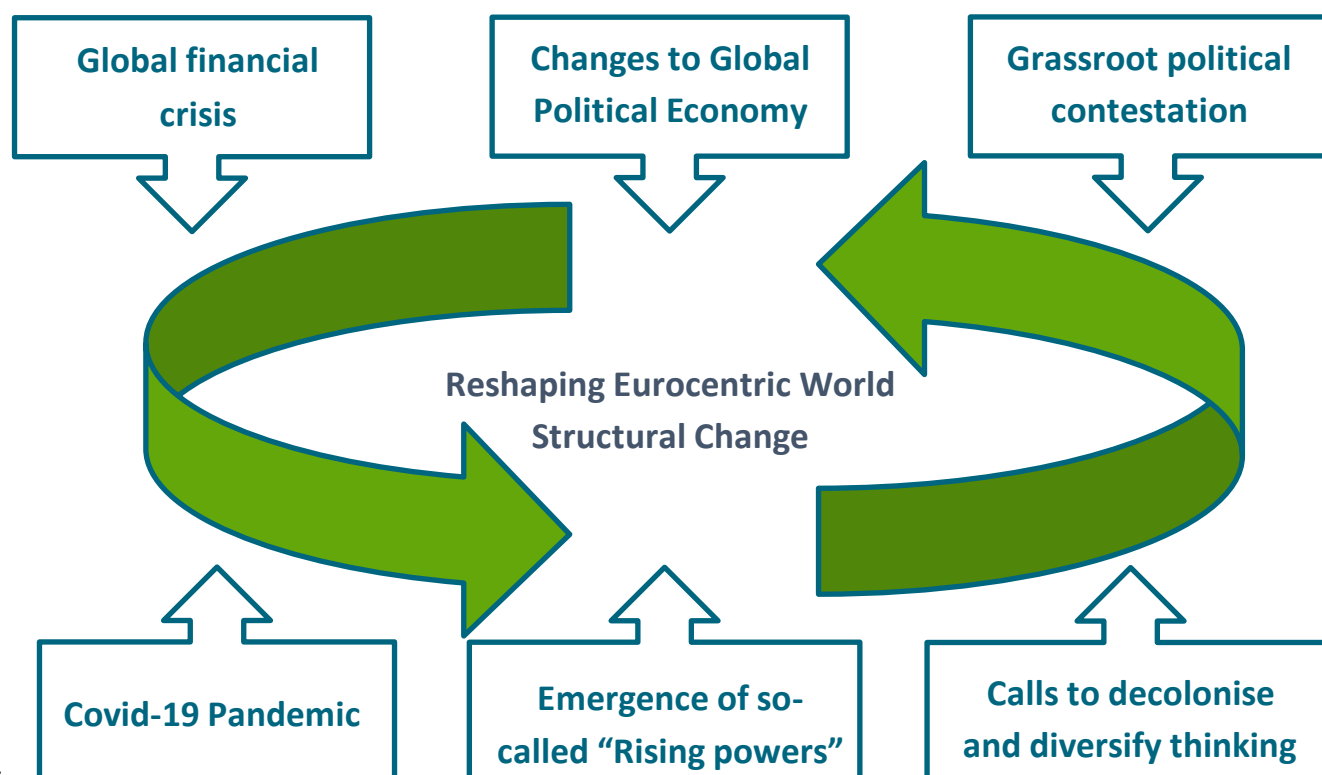 Global financial
crisis
Changes to Global
Political Economy
Grassroot political
contestation
Reshaping Eurocentric World
Structural Change
Covid-19 Pandemic
Emergence of so-
called “Rising powers”
Calls to decolonise
and diversify thinking